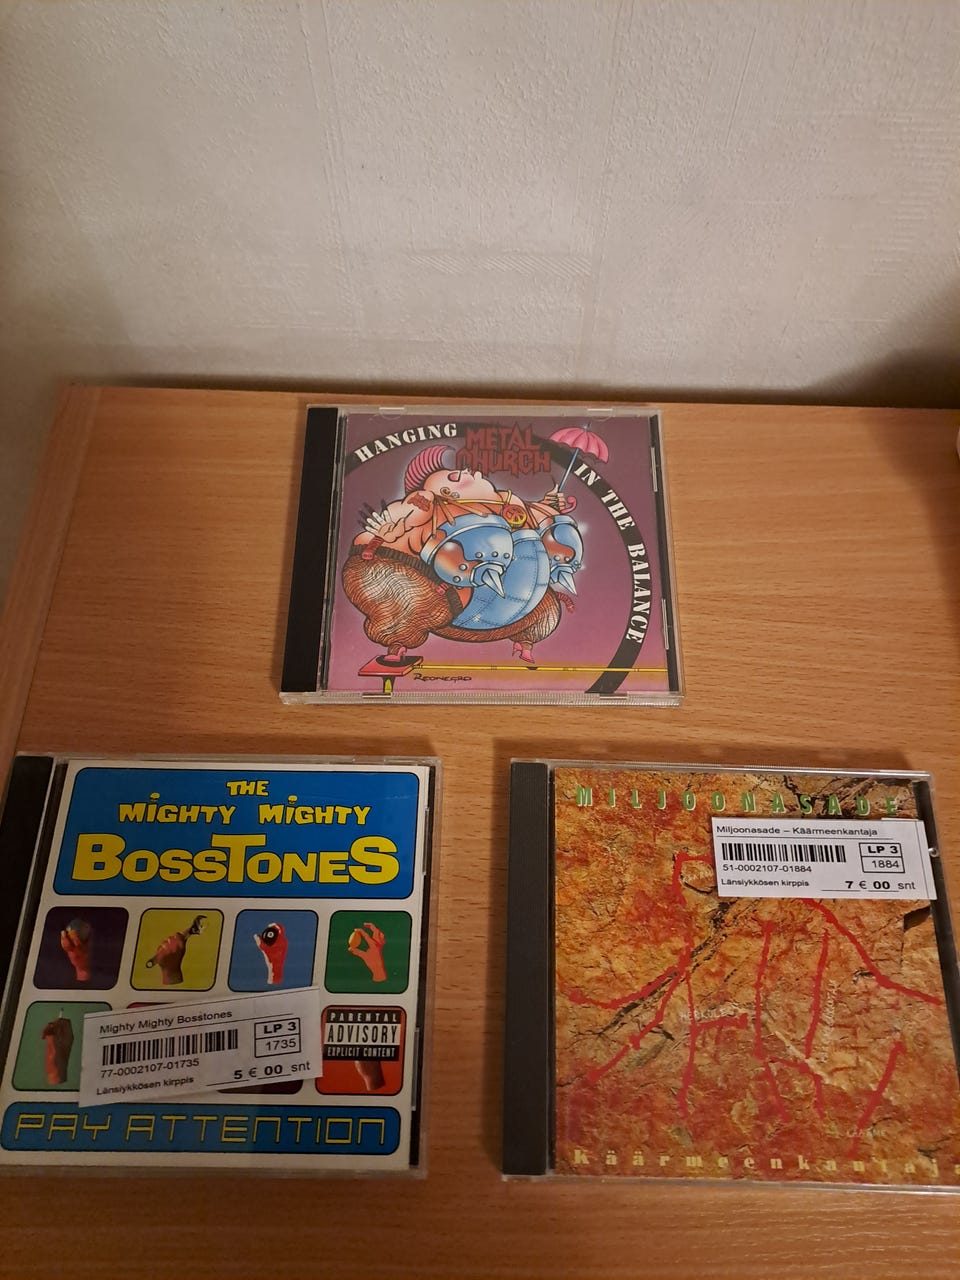 HANGING
METAL
CHURCH
IN THE BALANCE
REDNEGRO
THE
MIGHTY MIGHTY
BOSSTONES
Mighty Mighty Bosstones
77-0002107-01735
LP 3
1735
Länsiykkösen kirppis
5 € 00 snt
PARENTAL
ADVISORY
EXPLICIT CONTENT
PAY ATTENTION
MILJOONASADE
Miljoonasade – Käärmeenkantaja
51-0002107-01884
LP 3
1884
Länsiykkösen kirppis
7 € 00 snt
HERKULES
KÄÄRME
Käärmeenkantaja